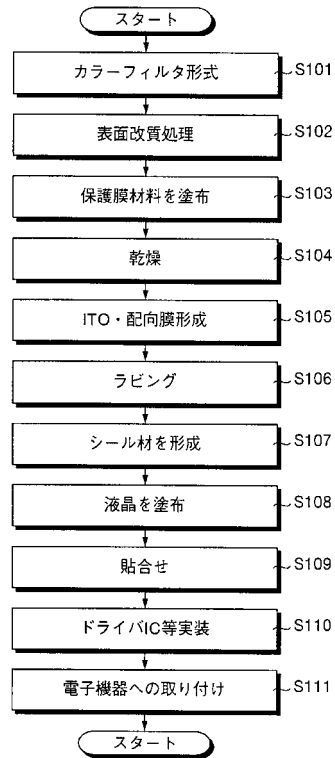 スタート
カラーフィルタ形式 S101
表面改質処理 S102
保護膜材料を塗布 S103
乾燥 S104
ITO・配向膜形成 S105
ラビング S106
シール材を形成 S107
液晶を塗布 S108
貼合せ S109
ドライバIC等実装 S110
電子機器への取り付け S111
スタート